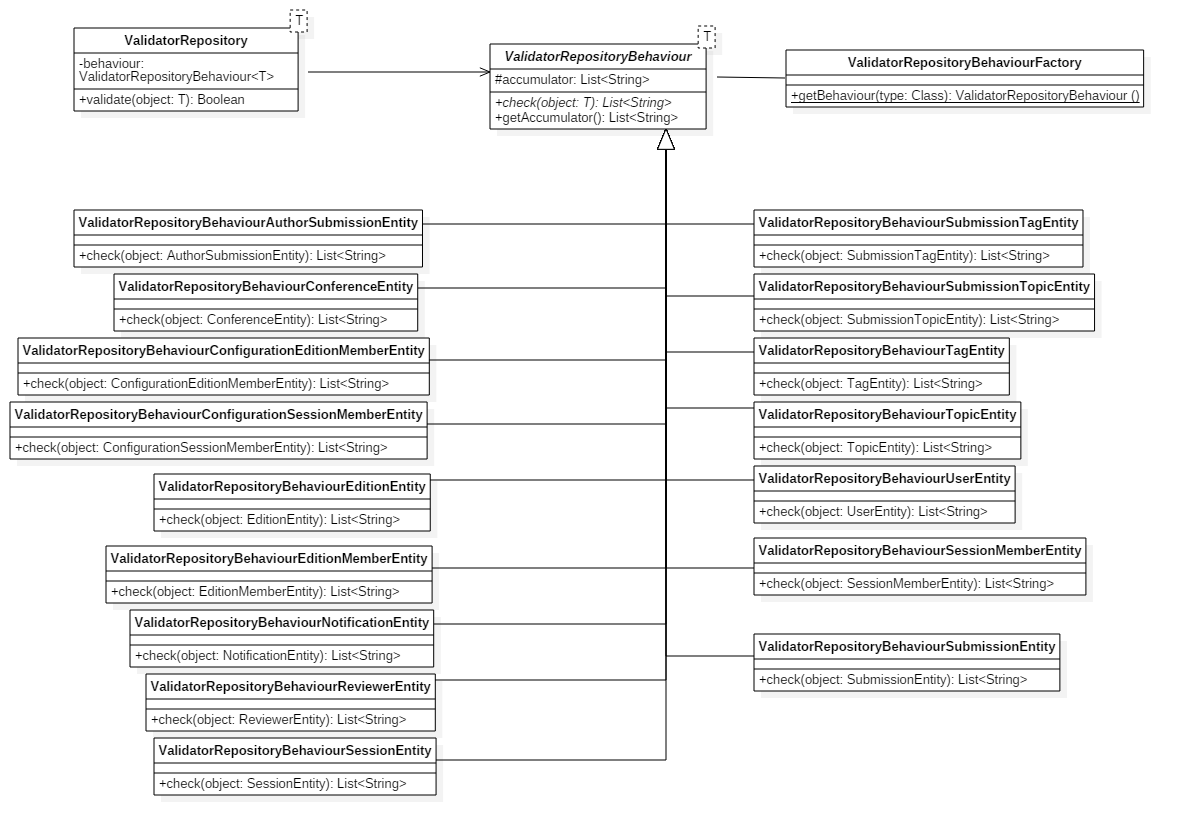 T
ValidatorRepository
-behaviour:
ValidatorRepositoryBehaviour<T>
+validate(object: T): Boolean
T
ValidatorRepositoryBehaviour
#accumulator: List<String>
+check(object: T): List<String>
+getAccumulator(): List<String>
ValidatorRepositoryBehaviourFactory
+getBehaviour(type: Class): ValidatorRepositoryBehaviour ()
ValidatorRepositoryBehaviourAuthorSubmissionEntity
+check(object: AuthorSubmissionEntity): List<String>
ValidatorRepositoryBehaviourConferenceEntity
+check(object: ConferenceEntity): List<String>
ValidatorRepositoryBehaviourConfigurationEditionMemberEntity
+check(object: ConfigurationEditionMemberEntity): List<String>
ValidatorRepositoryBehaviourConfigurationSessionMemberEntity
+check(object: ConfigurationSessionMemberEntity): List<String>
ValidatorRepositoryBehaviourEditionEntity
+check(object: EditionEntity): List<String>
ValidatorRepositoryBehaviourEditionMemberEntity
+check(object: EditionMemberEntity): List<String>
ValidatorRepositoryBehaviourNotificationEntity
+check(object: NotificationEntity): List<String>
ValidatorRepositoryBehaviourReviewerEntity
+check(object: ReviewerEntity): List<String>
ValidatorRepositoryBehaviourSessionEntity
+check(object: SessionEntity): List<String>
ValidatorRepositoryBehaviourSubmissionTagEntity
+check(object: SubmissionTagEntity): List<String>
ValidatorRepositoryBehaviourSubmissionTopicEntity
+check(object: SubmissionTopicEntity): List<String>
ValidatorRepositoryBehaviourTagEntity
+check(object: TagEntity): List<String>
ValidatorRepositoryBehaviourTopicEntity
+check(object: TopicEntity): List<String>
ValidatorRepositoryBehaviourUserEntity
+check(object: UserEntity): List<String>
ValidatorRepositoryBehaviourSessionMemberEntity
+check(object: SessionMemberEntity): List<String>
ValidatorRepositoryBehaviourSubmissionEntity
+check(object: SubmissionEntity): List<String>